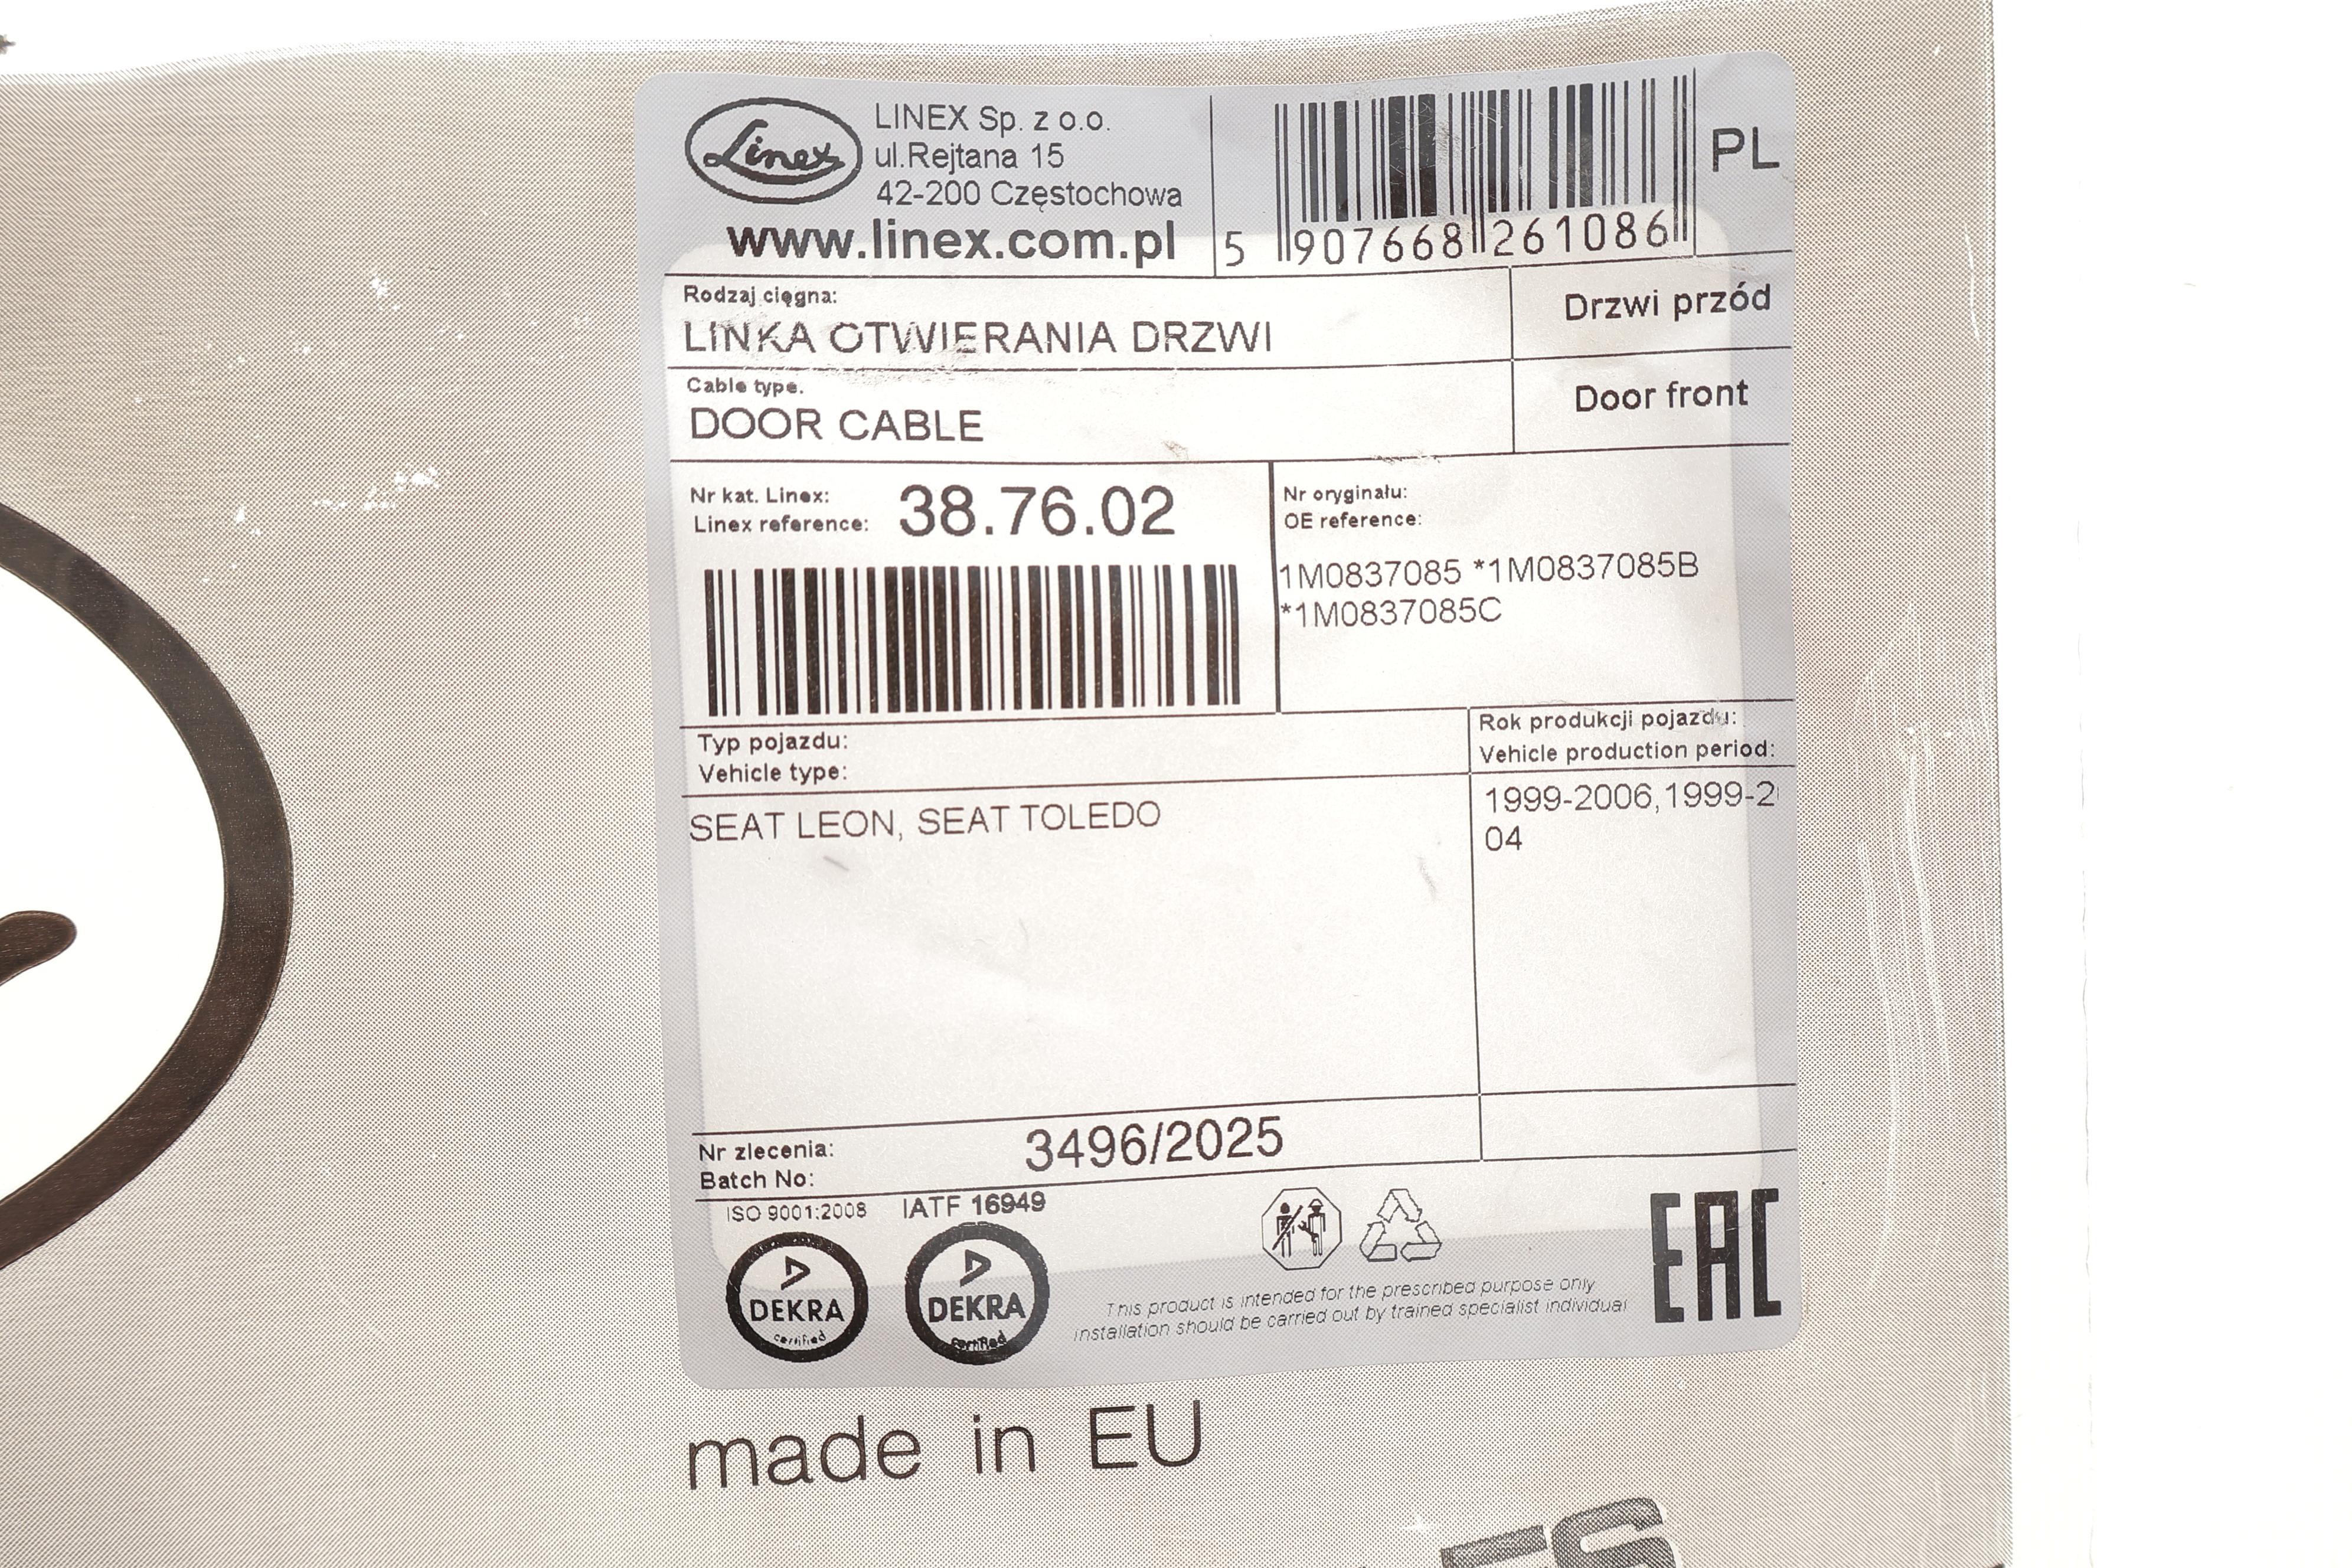 Linex
LINEX Sp. z o.o.
ul.Rejtana 15
42-200 Częstochowa
www.linex.com.pl
5 907668 261086
PL
Rodzaj cięgna:
LINKA OTWIERANIA DRZWI
Drzwi przód
Cable type.
DOOR CABLE
Door front
Nr kat. Linex:
Linex reference:
38.76.02
Nr oryginału:
OE reference:
1M0837085 *1M0837085B
*1M0837085C
Typ pojazdu:
Vehicle type:
Rok produkcji pojazdu:
Vehicle production period:
SEAT LEON, SEAT TOLEDO
1999-2006,1999-2
04
Nr zlecenia:
Batch No:
3496/2025
ISO 9001:2008
IATF 16949
DEKRA
certified
DEKRA
certified
This product is intended for the prescribed purpose only
installation should be carried out by trained specialist individual
EAC
made in EU